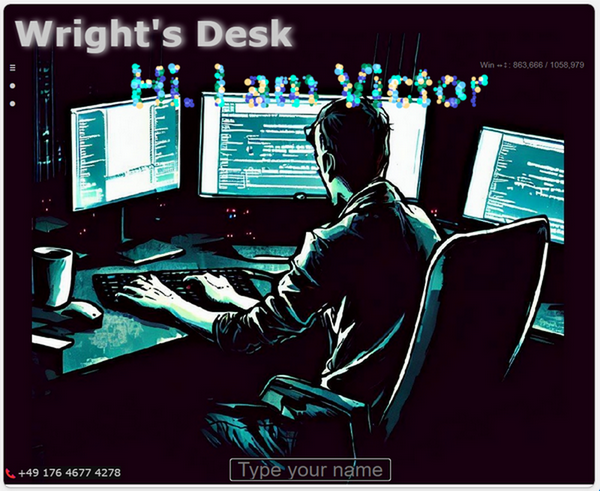 Wright's Desk
Win ↔↕: 863,666 / 1058,979
Hi, I am Victor
+49 176 4677 4278
Type your name